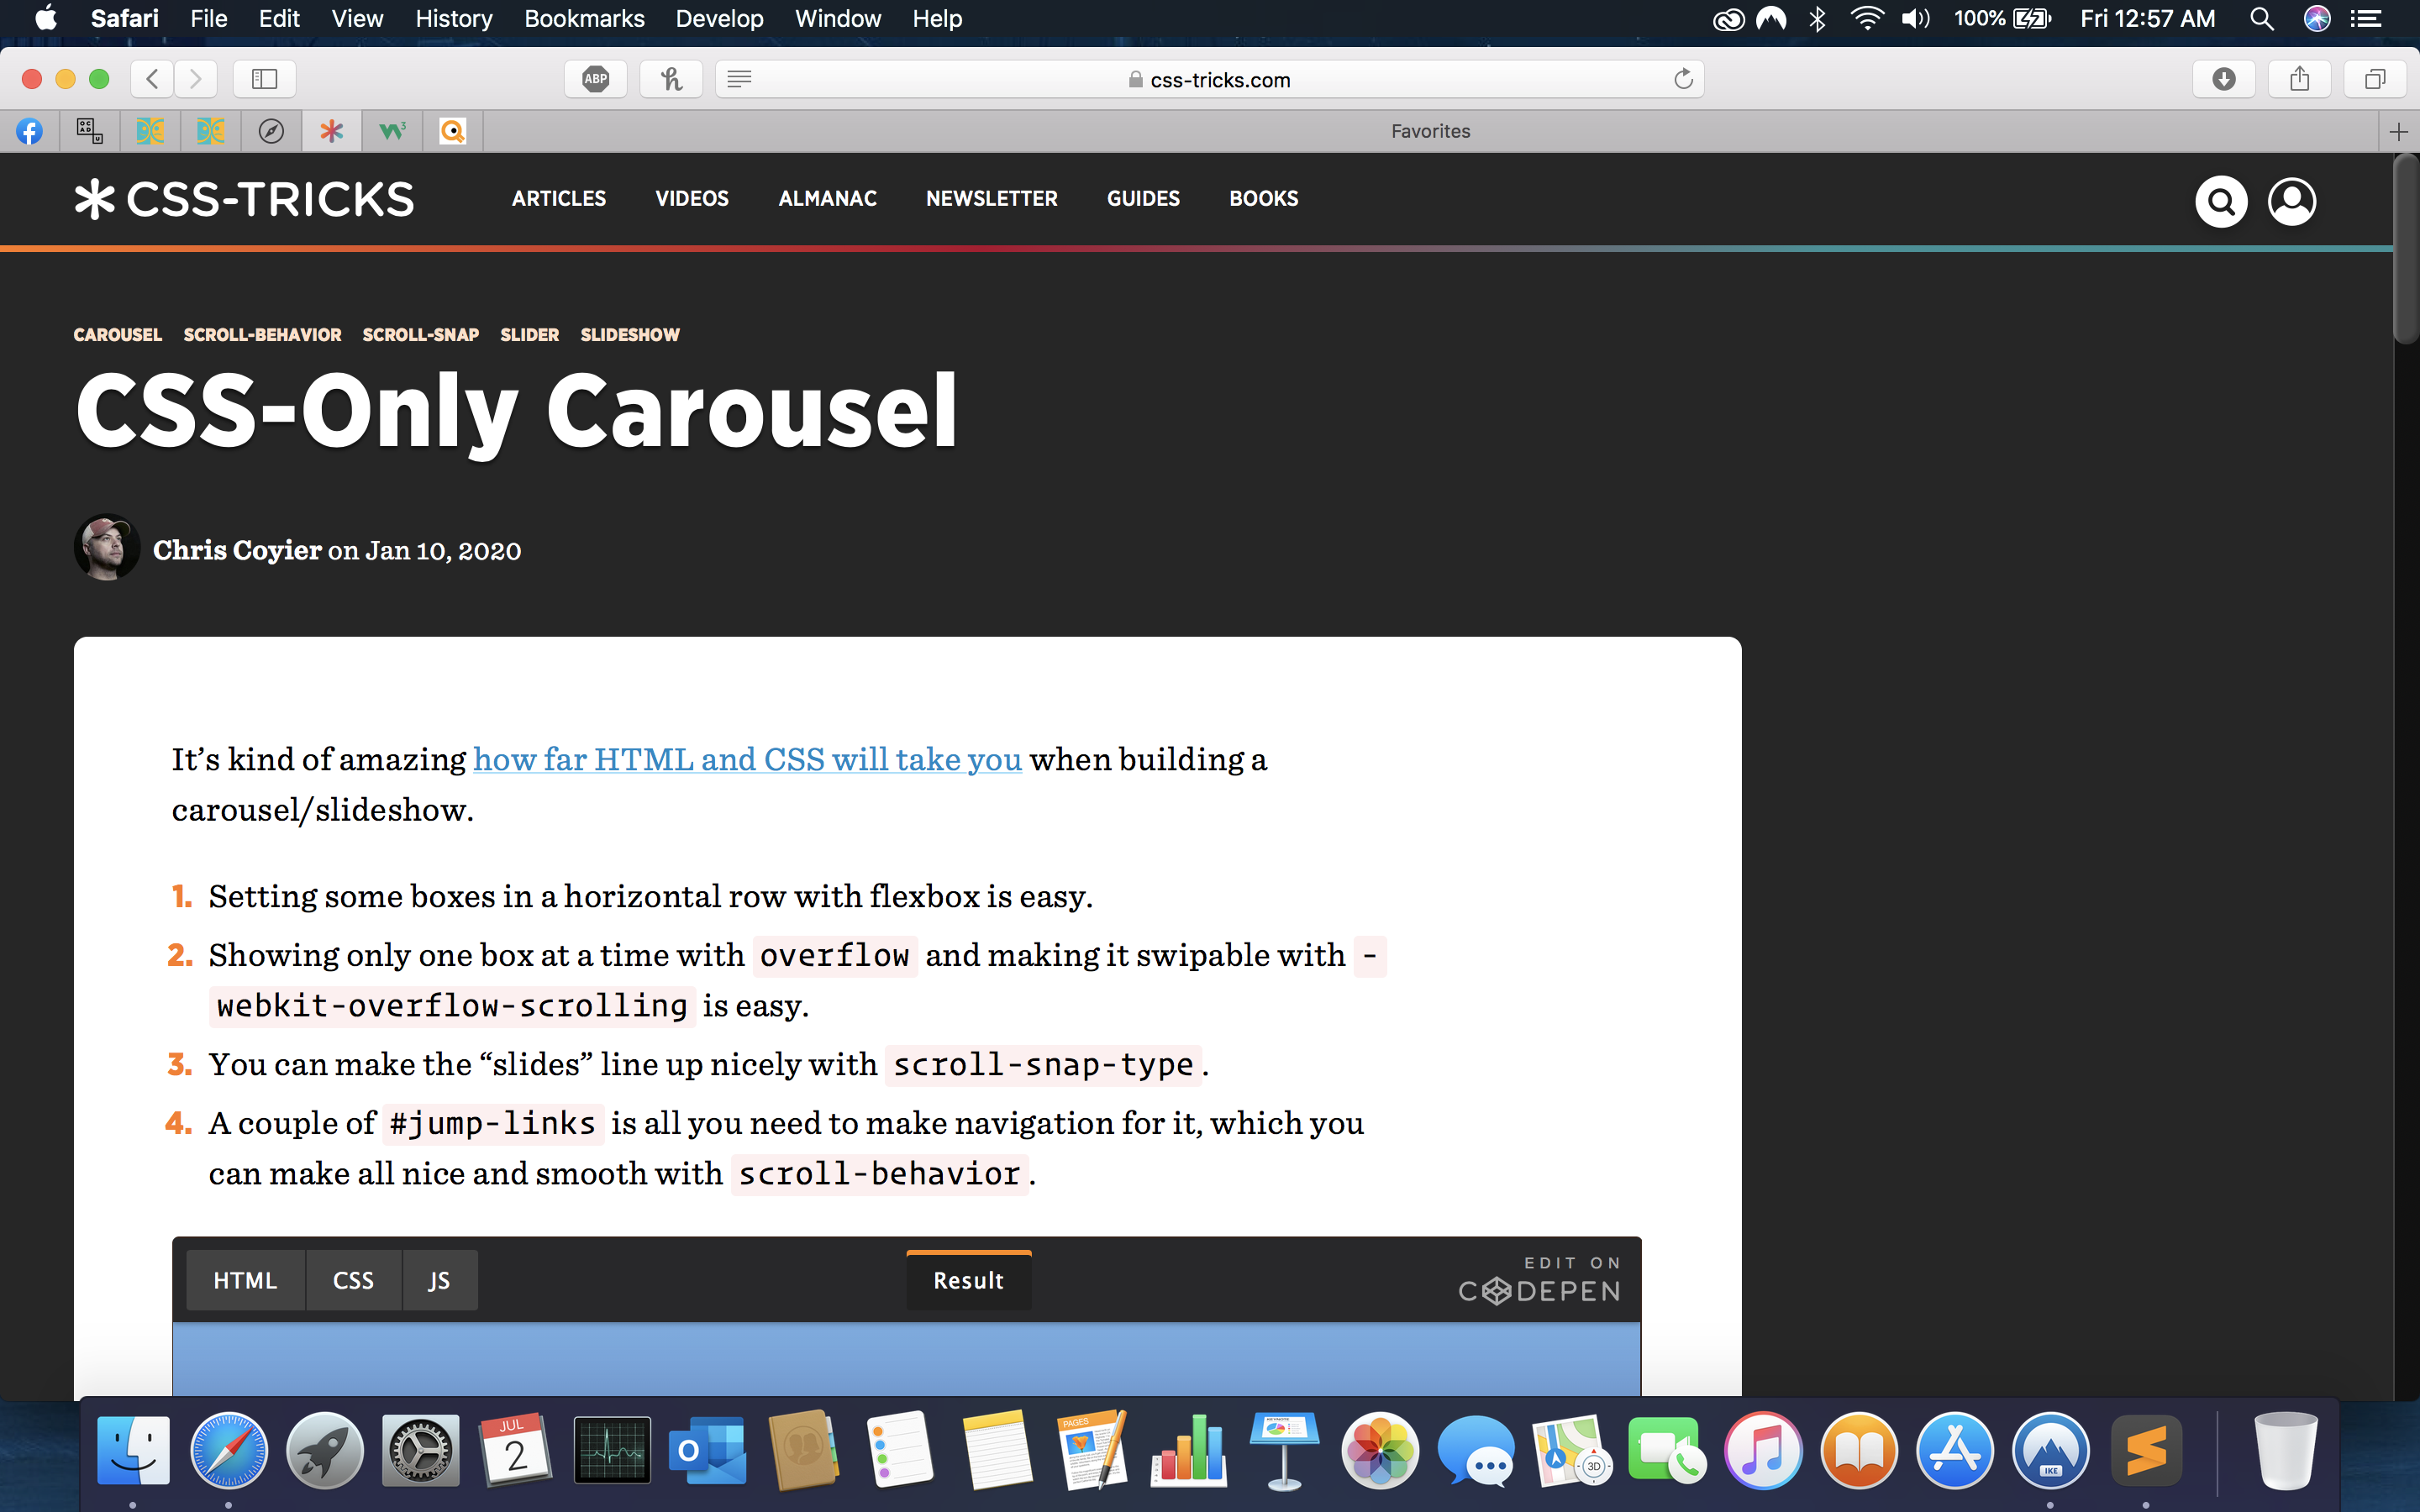 Safari File Edit View History Bookmarks Develop Window Help 100% Fri 12:57 AM
ABP css-tricks.com
OCAD U W3 Favorites
CSS-TRICKS ARTICLES VIDEOS ALMANAC NEWSLETTER GUIDES BOOKS
CAROUSEL SCROLL-BEHAVIOR SCROLL-SNAP SLIDER SLIDESHOW
CSS-Only Carousel
Chris Coyier on Jan 10, 2020
It’s kind of amazing how far HTML and CSS will take you when building a
carousel/slideshow.
1. Setting some boxes in a horizontal row with flexbox is easy.
2. Showing only one box at a time with overflow and making it swipable with -
webkit-overflow-scrolling is easy.
3. You can make the “slides” line up nicely with scroll-snap-type.
4. A couple of #jump-links is all you need to make navigation for it, which you
can make all nice and smooth with scroll-behavior.
HTML CSS JS Result EDIT ON
CODEPEN
JUL PAGES KEYNOTE
2 O 3D IKE